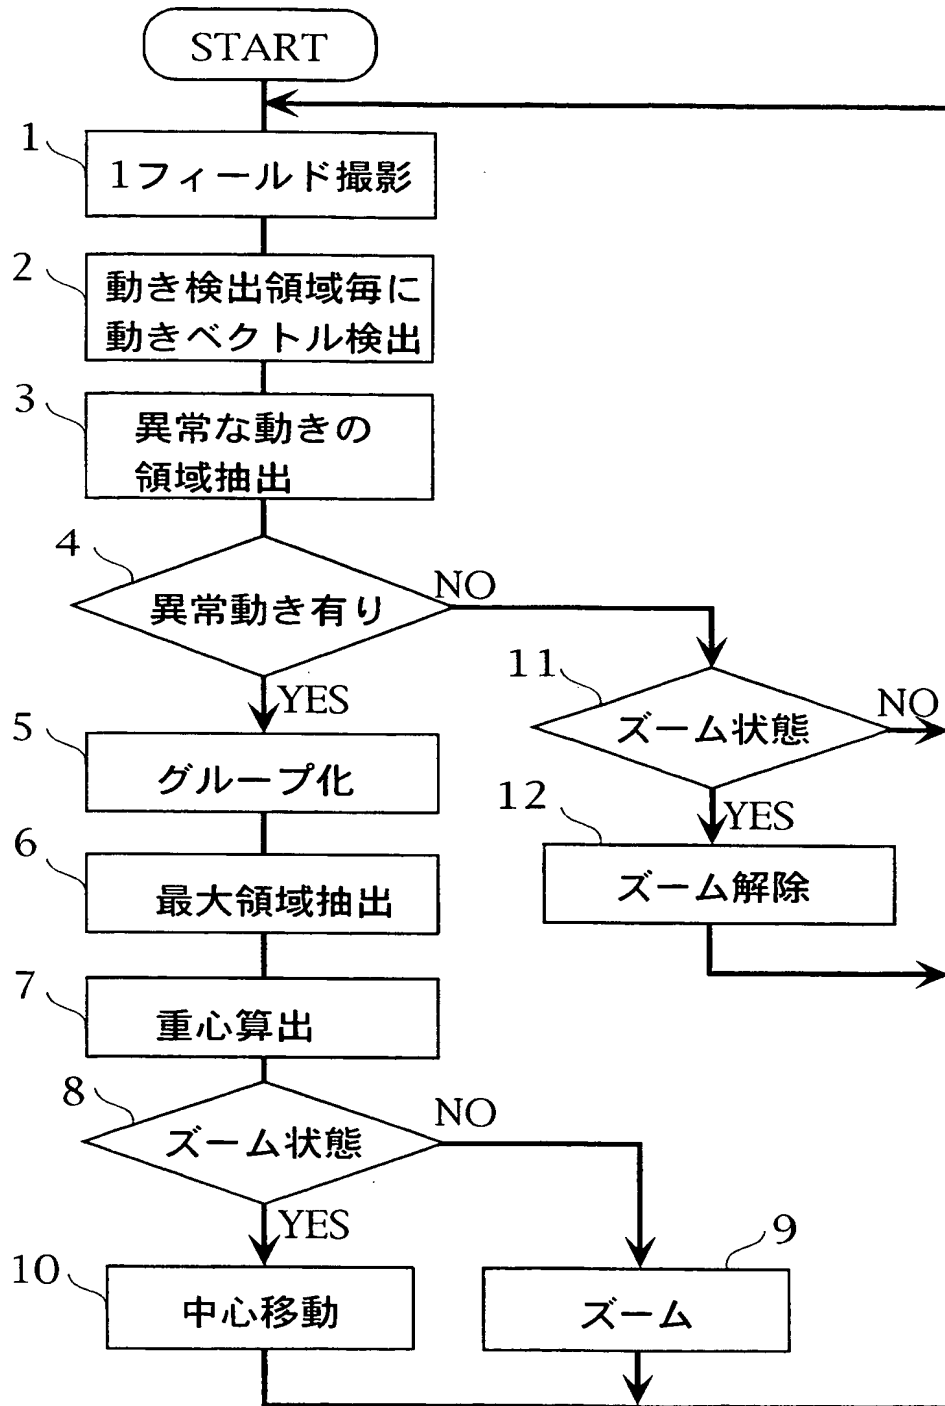 START
1
1フィールド撮影
2
動き検出領域毎に
動きベクトル検出
3
異常な動きの
領域抽出
4
異常動き有り
NO
YES
11
ズーム状態
NO
YES
5
グループ化
12
ズーム解除
6
最大領域抽出
7
重心算出
8
ズーム状態
NO
YES
10
中心移動
9
ズーム